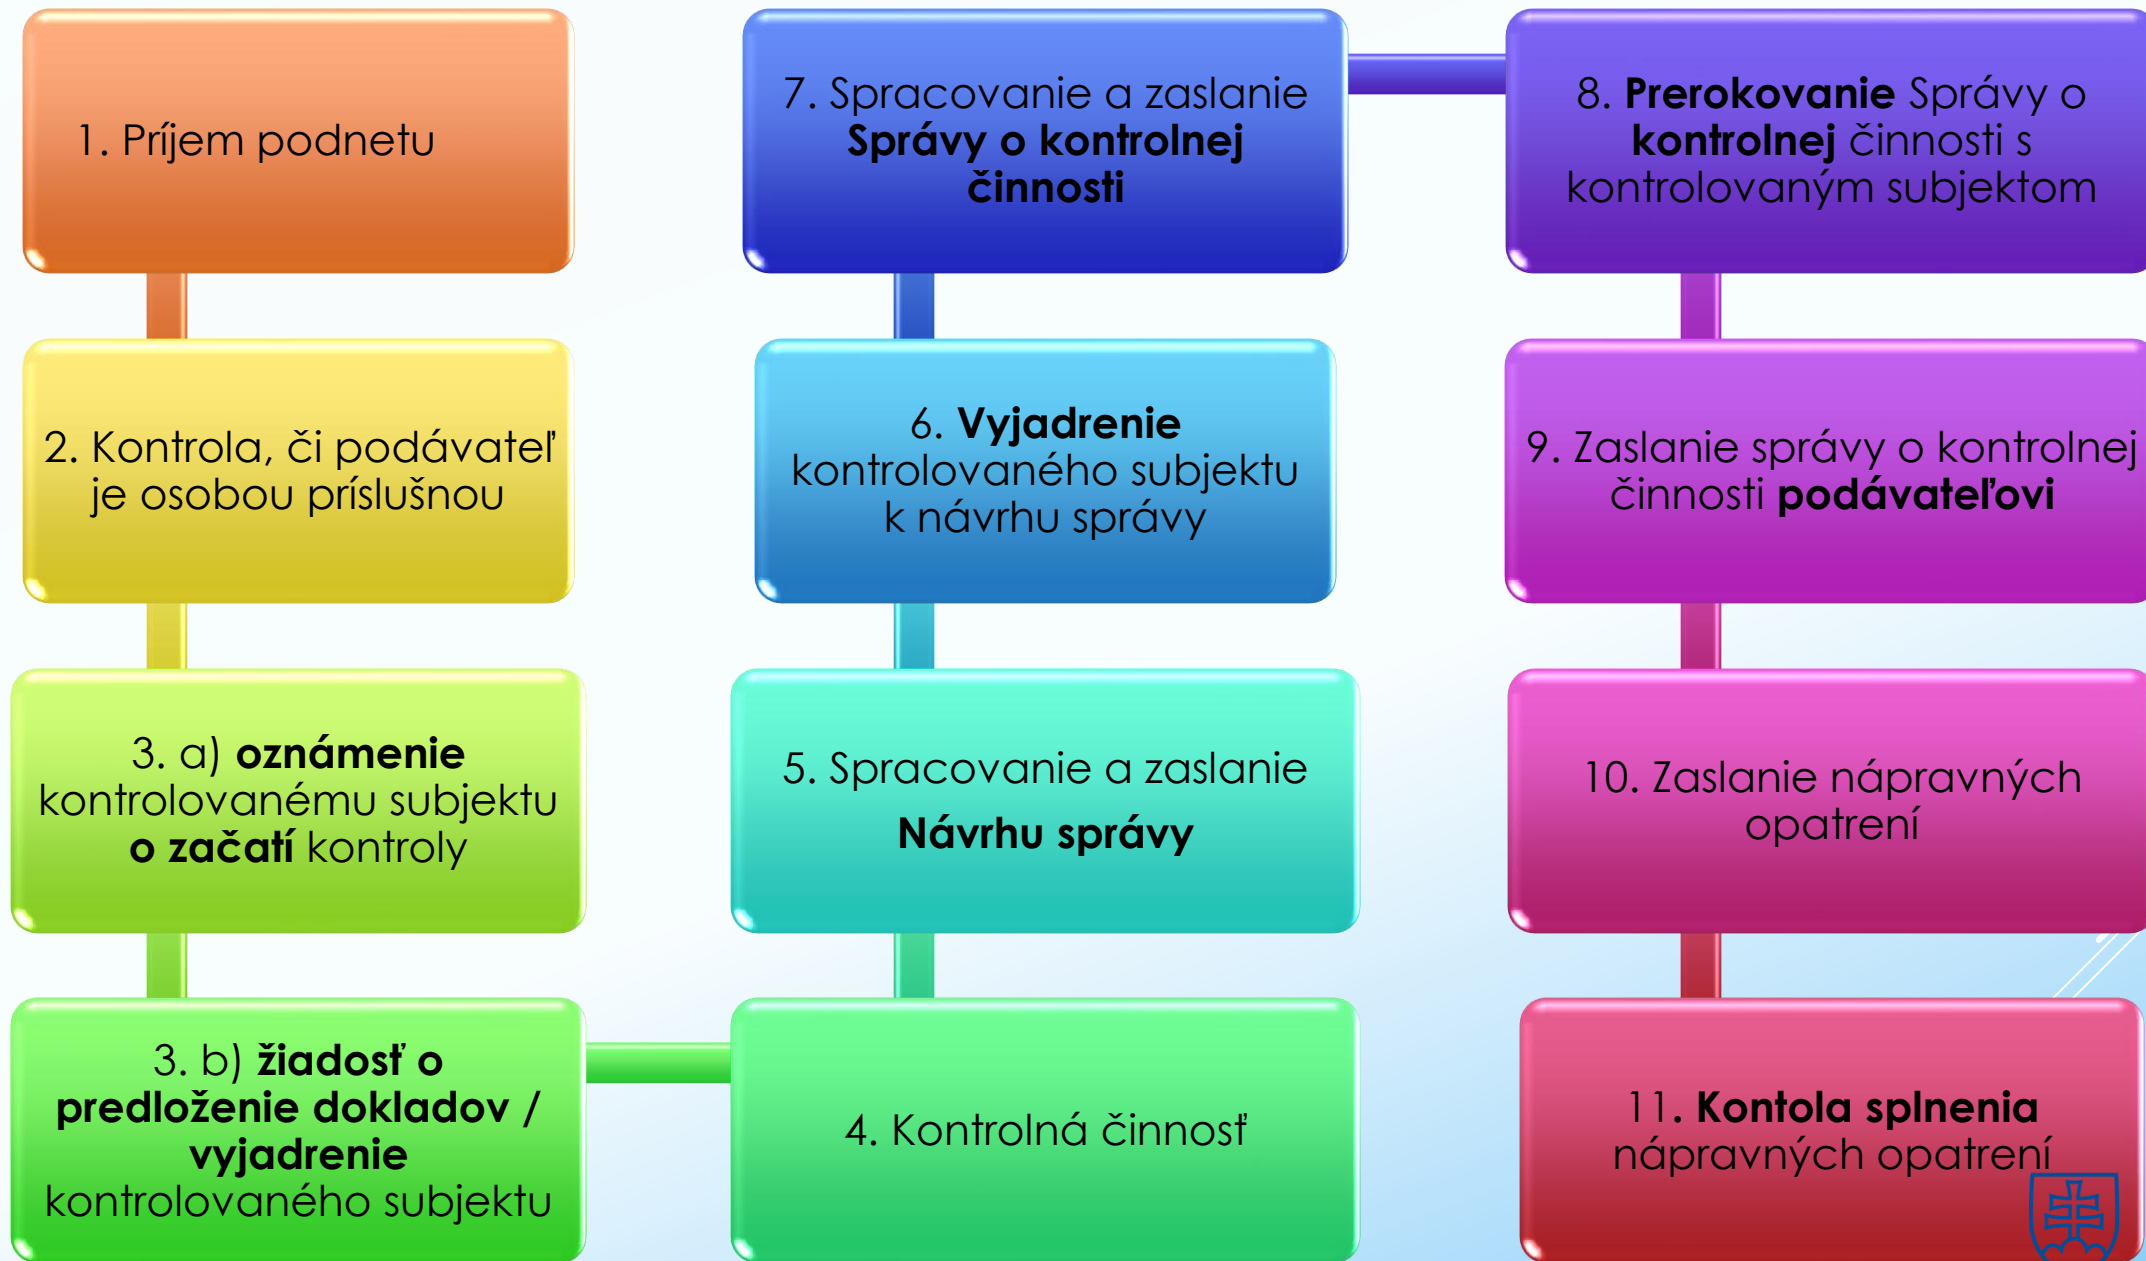 1. Príjem podnetu
2. Kontrola, či podávateľ
je osobou príslušnou
3. a) oznámenie
kontrolovanému subjektu
o začatí kontroly
3. b) žiadosť o
predloženie dokladov /
vyjadrenie
kontrolovaného subjektu
4. Kontrolná činnosť
5. Spracovanie a zaslanie
Návrhu správy
6. Vyjadrenie
kontrolovaného subjektu
k návrhu správy
7. Spracovanie a zaslanie
Správy o kontrolnej
činnosti
8. Prerokovanie Správy o
kontrolnej činnosti s
kontrolovaným subjektom
9. Zaslanie správy o kontrolnej
činnosti podávateľovi
10. Zaslanie nápravných
opatrení
11. Kontola splnenia
nápravných opatrení